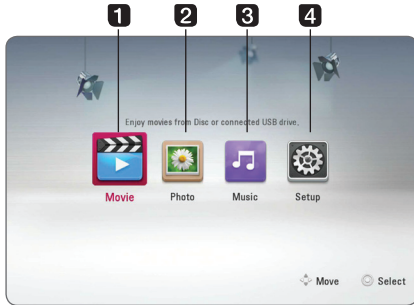 1 2 3 4
Enjoy movies from Disc or connected USB drive.
Movie Photo Music Setup
Move Select